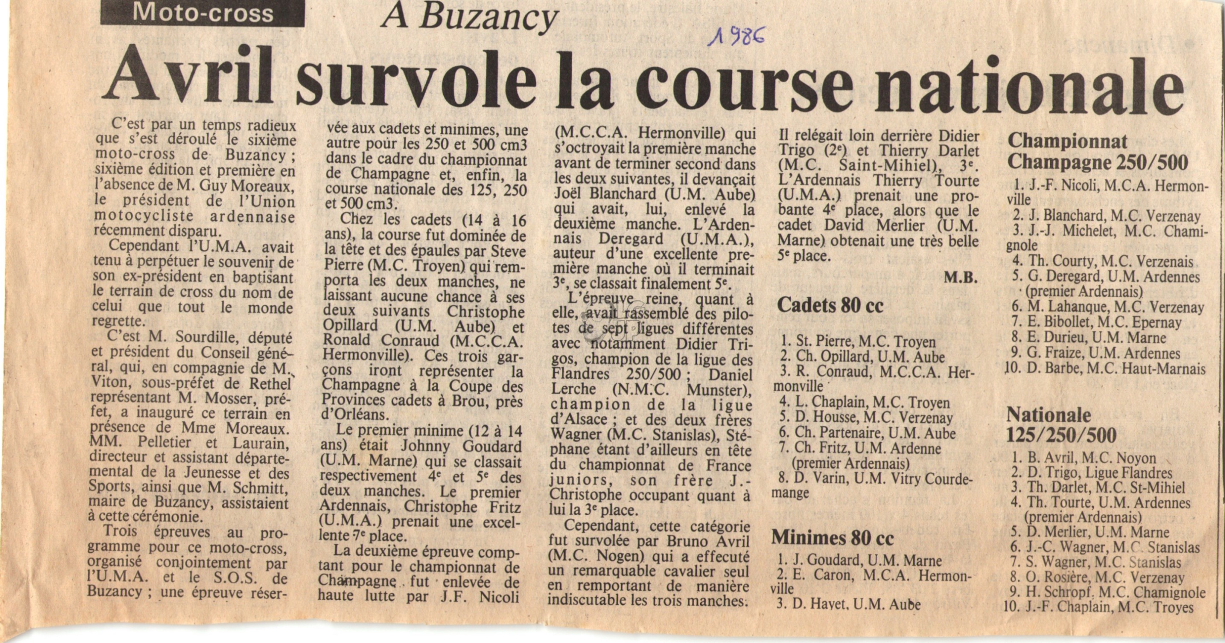 Moto-cross
A Buzancy
1986
Avril survole la course nationale
C'est par un temps radieux
que s'est déroulé le sixième
moto-cross de Buzancy ;
sixième édition et première en
l'absence de M. Guy Moreaux,
le président de l'Union
motocycliste ardennaise
récemment disparu.
Cependant l'U.M.A. avait
tenu à perpétuer le souvenir de
son ex-président en baptisant
le terrain de cross du nom de
celui que tout le monde
regrette.
C'est M. Sourdille, député
et président du Conseil géné-
ral, qui, en compagnie de M.
Viton, sous-préfet de Rethel
représentant M. Mosser, pré-
fet, a inauguré ce terrain en
présence de Mme Moreaux.
MM. Pelletier et Laurain,
directeur et assistant départe-
mental de la Jeunesse et des
Sports, ainsi que M. Schmitt,
maire de Buzancy, assistaient
à cette cérémonie.
Trois épreuves au pro-
gramme pour ce moto-cross,
organisé conjointement par
l'U.M.A. et le S.O.S. de
Buzancy ; une épreuve réser-
vée aux cadets et minimes, une
autre pour les 250 et 500 cm3
dans le cadre du championnat
de Champagne et, enfin, la
course nationale des 125, 250
et 500 cm3.
Chez les cadets (14 à 16
ans), la course fut dominée de
la tête et des épaules par Steve
Pierre (M.C. Troyen) qui rem-
porta les deux manches, ne
laissant aucune chance à ses
deux suivants Christophe
Opillard (U.M. Aube) et
Ronald Conraud (M.C.C.A.
Hermonville). Ces trois gar-
çons iront représenter la
Champagne à la Coupe des
Provinces cadets à Brou, près
d'Orléans.
Le premier minime (12 à 14
ans) était Johnny Goudard
(U.M. Marne) qui se classait
respectivement 4e et 5e des
deux manches. Le premier
Ardennais, Christophe Fritz
(U.M.A.) prenait une excel-
lente 7e place.
La deuxième épreuve comp-
tant pour le championnat de
Champagne fut enlevée de
haute lutte par J.F. Nicoli
(M.C.C.A. Hermonville) qui
s'octroyait la première manche
avant de terminer second dans
les deux suivantes, il devançait
Joël Blanchard (U.M. Aube)
qui avait, lui, enlevé la
deuxième manche. L'Arden-
nais Deregard (U.M.A.),
auteur d'une excellente pre-
mière manche où il terminait
3e, se classait finalement 5e.
L'épreuve reine, quant à
elle, avait rassemblé des pilo-
tes de sept ligues différentes
avec notamment Didier Tri-
gos, champion de la ligue des
Flandres 250/500 ; Daniel
Lerche (N.M.C. Munster),
champion de la ligue
d'Alsace ; et des deux frères
Wagner (M.C. Stanislas), Sté-
phane étant d'ailleurs en tête
du championnat de France
juniors, son frère J.-
Christophe occupant quant à
lui la 3e place.
Cependant, cette catégorie
fut survolée par Bruno Avril
(M.C. Nogen) qui a effecuté
un remarquable cavalier seul
en remportant de manière
indiscutable les trois manches.
Il relégait loin derrière Didier
Trigo (2e) et Thierry Darlet
(M.C. Saint-Mihiel), 3e.
L'Ardennais Thierry Tourte
(U.M.A.) prenait une pro-
bante 4e place, alors que le
cadet David Merlier (U.M.
Marne) obtenait une très belle
5e place.
M.B.
Cadets 80 cc
1. St. Pierre, M.C. Troyen
2. Ch. Opillard, U.M. Aube
3. R. Conraud, M.C.C.A. Her-
monville
4. L. Chaplain, M.C. Troyen
5. D. Housse, M.C. Verzenay
6. Ch. Partenaire, U.M. Aube
7. Ch. Fritz, U.M. Ardenne
(premier Ardennais)
8. D. Varin, U.M. Vitry Courde-
mange
Minimes 80 cc
1. J. Goudard, U.M. Marne
2. E. Caron, M.C.A. Hermon-
ville
3. D. Hayet, U.M. Aube
Championnat
Champagne 250/500
1. J.-F. Nicoli, M.C.A. Hermon-
ville
2. J. Blanchard, M.C. Verzenay
3. J.-J. Michelet, M.C. Chami-
gnole
4. Th. Courty, M.C. Verzenais
5. G. Deregard, U.M. Ardennes
(premier Ardennais)
6. M. Lahanque, M.C. Verzenay
7. E. Bibollet, M.C. Epernay
8. E. Durieu, U.M. Marne
9. G. Fraize, U.M. Ardennes
10. D. Barbe, M.C. Haut-Marnais
Nationale
125/250/500
1. B. Avril, M.C. Noyon
2. D. Trigo, Ligue Flandres
3. Th. Darlet, M.C. St-Mihiel
4. Th. Tourte, U.M. Ardennes
(premier Ardennais)
5. D. Merlier, U.M. Marne
6. J.-C. Wagner, M.C. Stanislas
7. S. Wagner, M.C. Stanislas
8. O. Rosière, M.C. Verzenay
9. H. Schropf, M.C. Chamignole
10. J.-F. Chaplain, M.C. Troyes